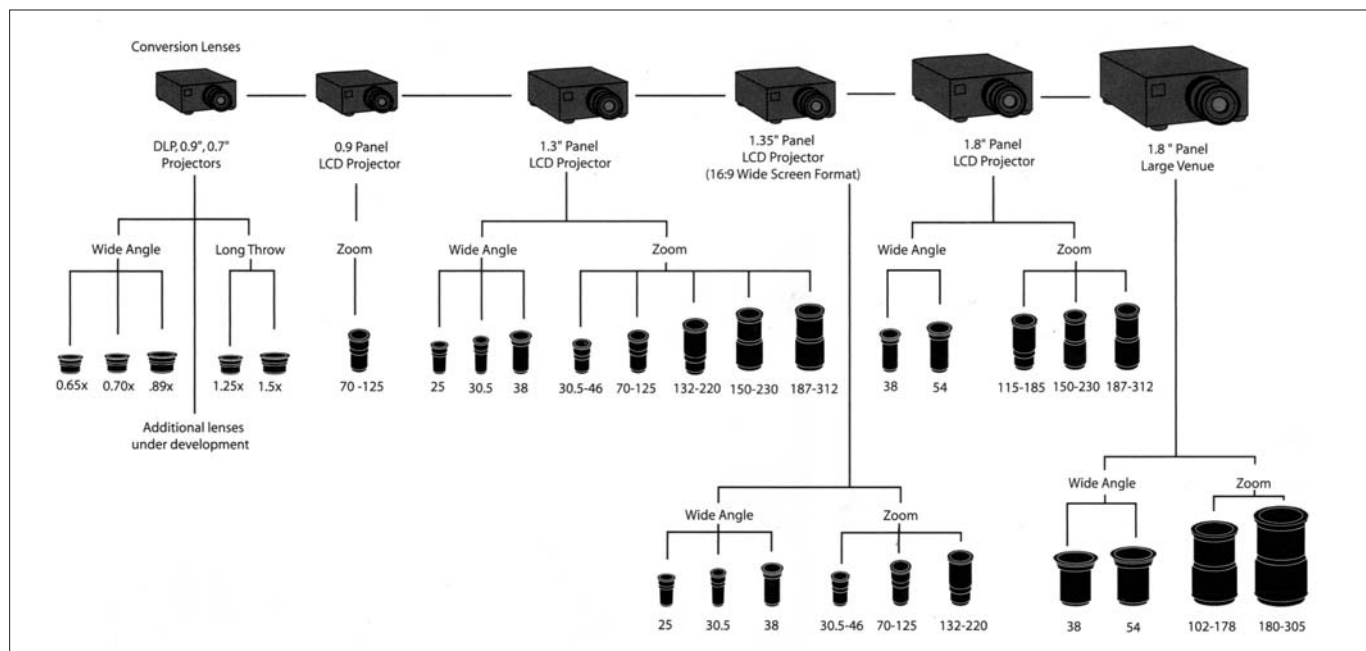 Conversion Lenses
DLP, 0.9", 0.7"
Projectors
0.9 Panel
LCD Projector
1.3" Panel
LCD Projector
1.35" Panel
LCD Projector
(16:9 Wide Screen Format)
1.8" Panel
LCD Projector
1.8 " Panel
Large Venue
Wide Angle
Long Throw
Zoom
Wide Angle
Zoom
Wide Angle
Zoom
0.65x
0.70x
.89x
1.25x
1.5x
70 -125
25
30.5
38
30.5-46
70-125
132-220
150-230
187-312
38
54
115-185
150-230
187-312
Additional lenses
under development
Wide Angle
Zoom
Wide Angle
Zoom
25
30.5
38
30.5-46
70-125
132-220
38
54
102-178
180-305